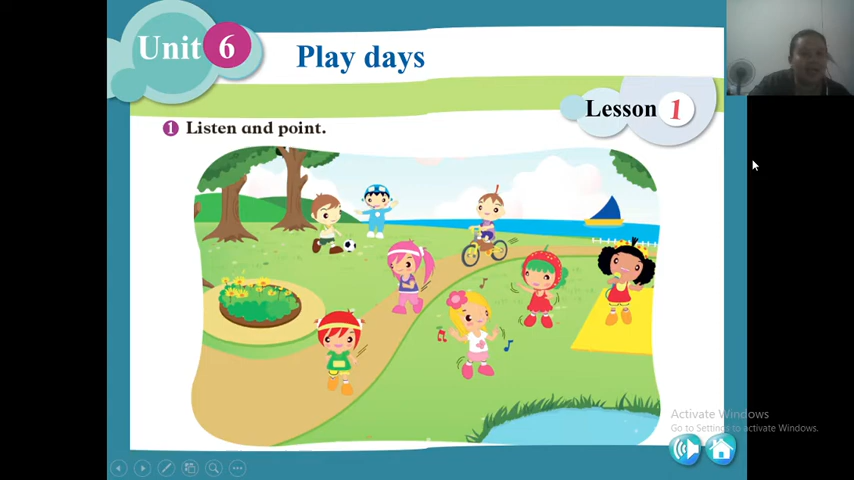 Unit 6
Play days
Lesson 1
1 Listen and point.
Activate Windows
Go to Settings to activate Windows.